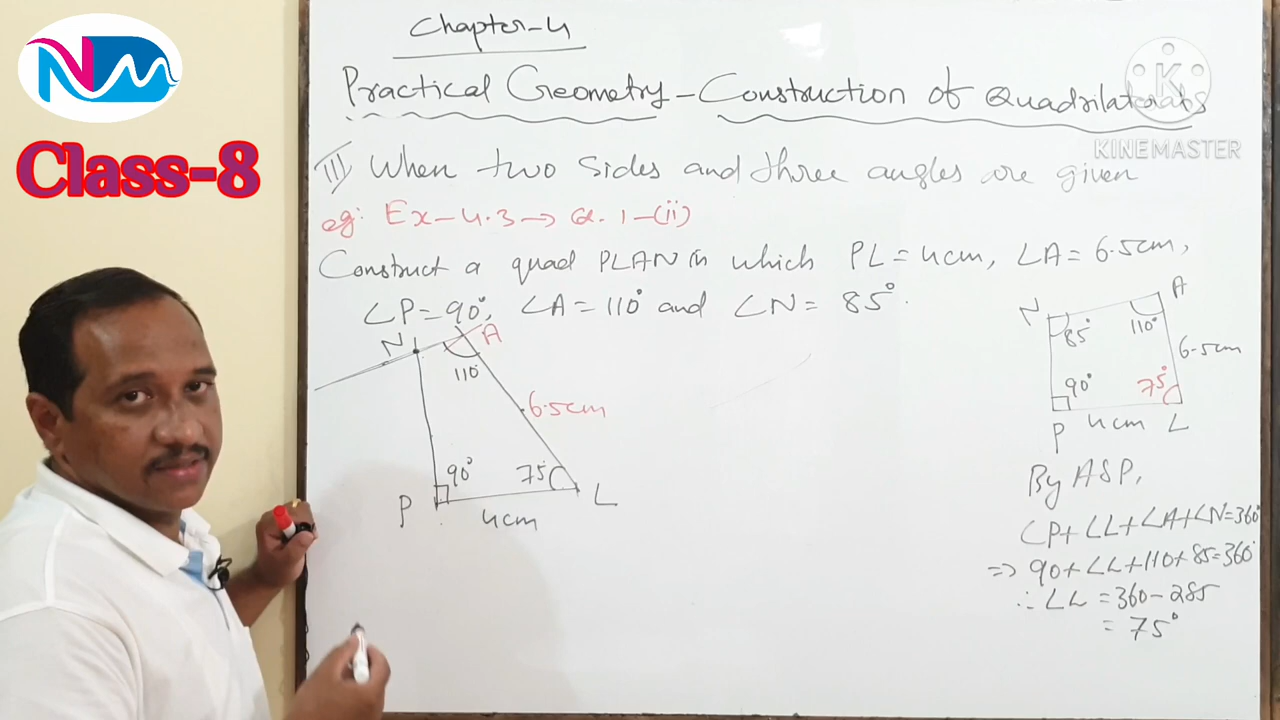 NDM
Class-8
Chapter-4
Practical Geometry - Construction of Quadrilaterals
K
KINEMASTER
III) When two sides and three angles are given
eg: Ex-4.3 → Q.1-(ii)
Construct a quad PLAN in which PL = 4cm, LA = 6.5cm,
∠P = 90°, ∠A = 110° and ∠N = 85°.
N A
110°
6.5cm
90° 75°
P L
4cm
N A
85° 110°
6.5cm
90° 75°
P 4cm L
By ASP,
∠P+∠L+∠A+∠N=360°
=> 90+∠L+110+85=360°
∴ ∠L = 360-285
= 75°